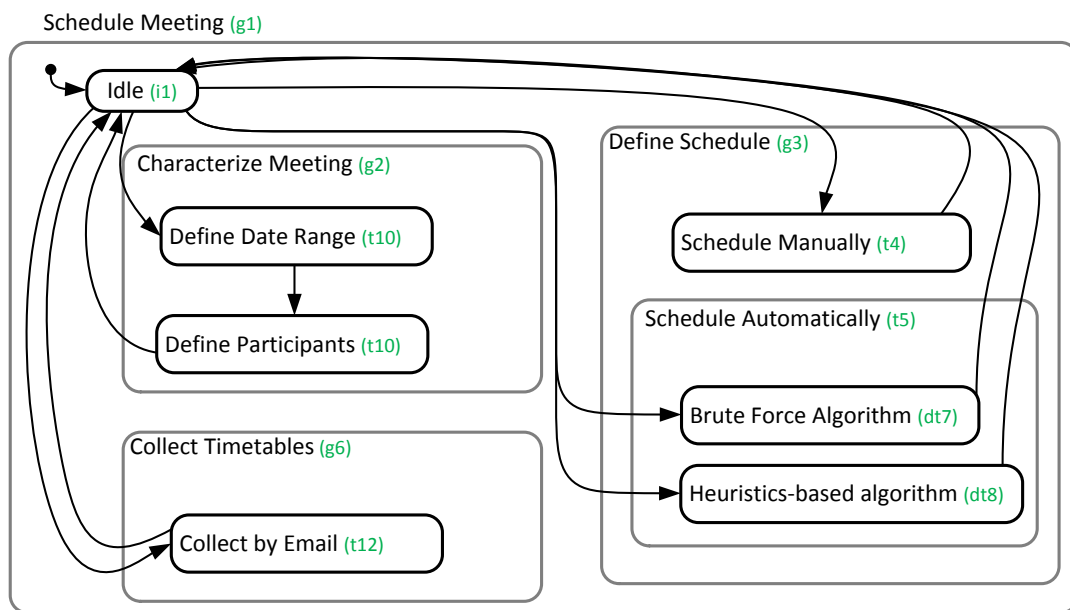 Schedule Meeting (g1)
Idle (i1)
Characterize Meeting (g2)
Define Date Range (t10)
Define Participants (t10)
Collect Timetables (g6)
Collect by Email (t12)
Define Schedule (g3)
Schedule Manually (t4)
Schedule Automatically (t5)
Brute Force Algorithm (dt7)
Heuristics-based algorithm (dt8)